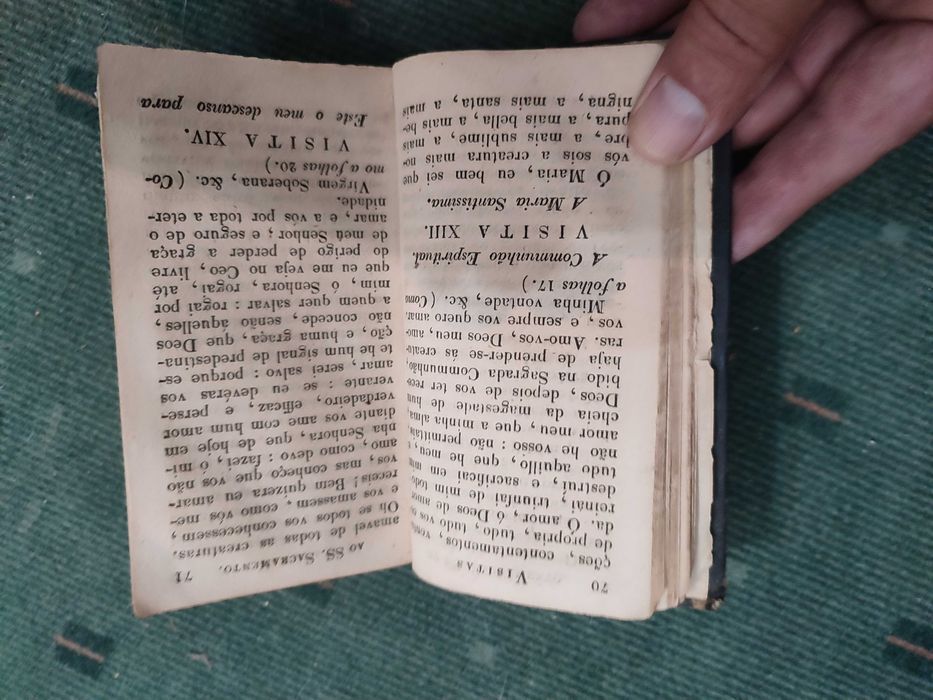 70 VISITAS
ções, contentamentos, vonta-
de propria, tudo, tudo vos
da. O amor, ó Deos de amor,
reinái, triunfai de mim todo
destrui, e sacrificai em mim
tudo aquillo, que he meu, e
não he vosso: não permitais,
amor meu, que a minha alma,
cheia da magestade de hum
Deos, depois de vos ter rece-
bido na Sagrada Communhão,
haja de prender-se ás creatu-
ras. Amo-vos, Deos meu, amo-
vos, e sempre vos quero amar.
Minha vontade, &c. (Como
a folhas 17.)
A Communhão Espiritual.
VISITA XIII.
A Maria Santissima.
Ó Maria, eu bem sei que
vós sois a creatura mais no-
bre, a mais sublime, a mais
pura, a mais bella, a mais be-
nigna, a mais santa, a mais
AO SS. SACRAMENTO. 71
amavel de todas as creaturas.
Oh se todos vos conhecessem,
e vos amassem, como vós me-
receis! Bem quizera eu amar-
vos, mas conheço que vos não
amo, como devo: fazei, ó mi-
nha Senhora, que de hoje em
diante vos ame com hum amor
verdadeiro, efficaz, e perse-
verante: se eu devéras vos
amar, serei salvo: porque es-
te he hum signal de predestina-
ção, e huma graça, que Deos
não concede, senão áquelles,
a quem quer salvar: rogai por
mim, ó Senhora, rogai, até
que eu me veja no Ceo, livre
do perigo de perder a graça
de meu Senhor, e seguro de o
amar, e a vós por toda a eter-
nidade.
Virgem Soberana, &c. (Co-
mo a folhas 20.)
VISITA XIV.
Este o meu descanso para